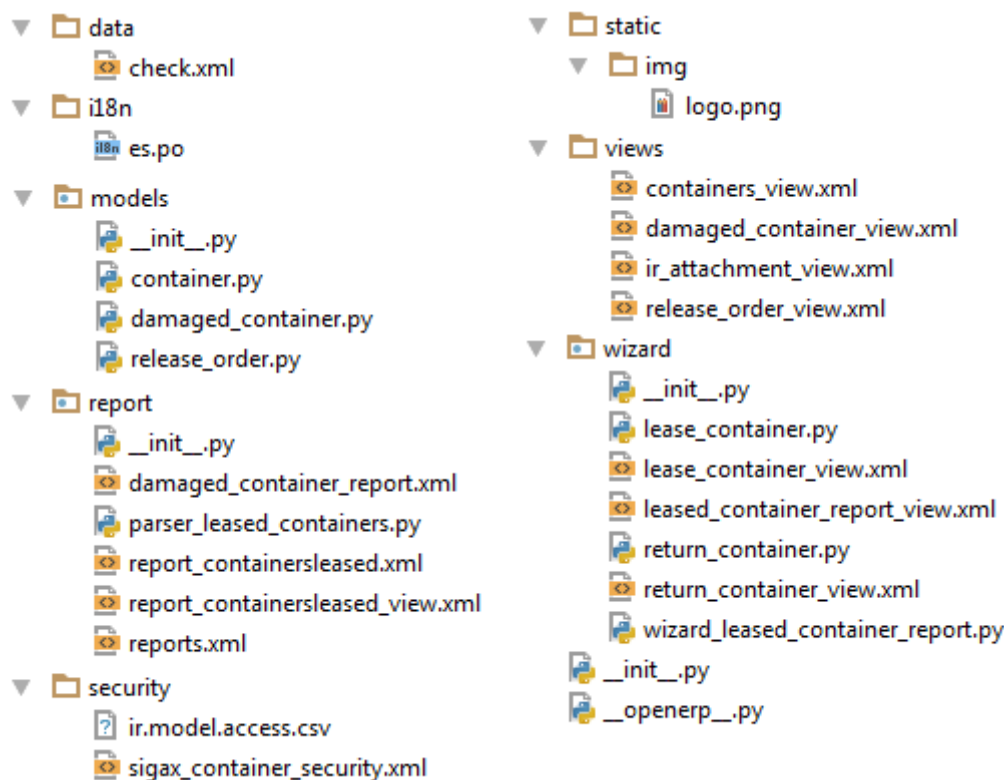 data
check.xml
i18n
es.po
models
__init__.py
container.py
damaged_container.py
release_order.py
report
__init__.py
damaged_container_report.xml
parser_leased_containers.py
report_containersleased.xml
report_containersleased_view.xml
reports.xml
security
ir.model.access.csv
sigax_container_security.xml
static
img
logo.png
views
containers_view.xml
damaged_container_view.xml
ir_attachment_view.xml
release_order_view.xml
wizard
__init__.py
lease_container.py
lease_container_view.xml
leased_container_report_view.xml
return_container.py
return_container_view.xml
wizard_leased_container_report.py
__init__.py
__openerp__.py